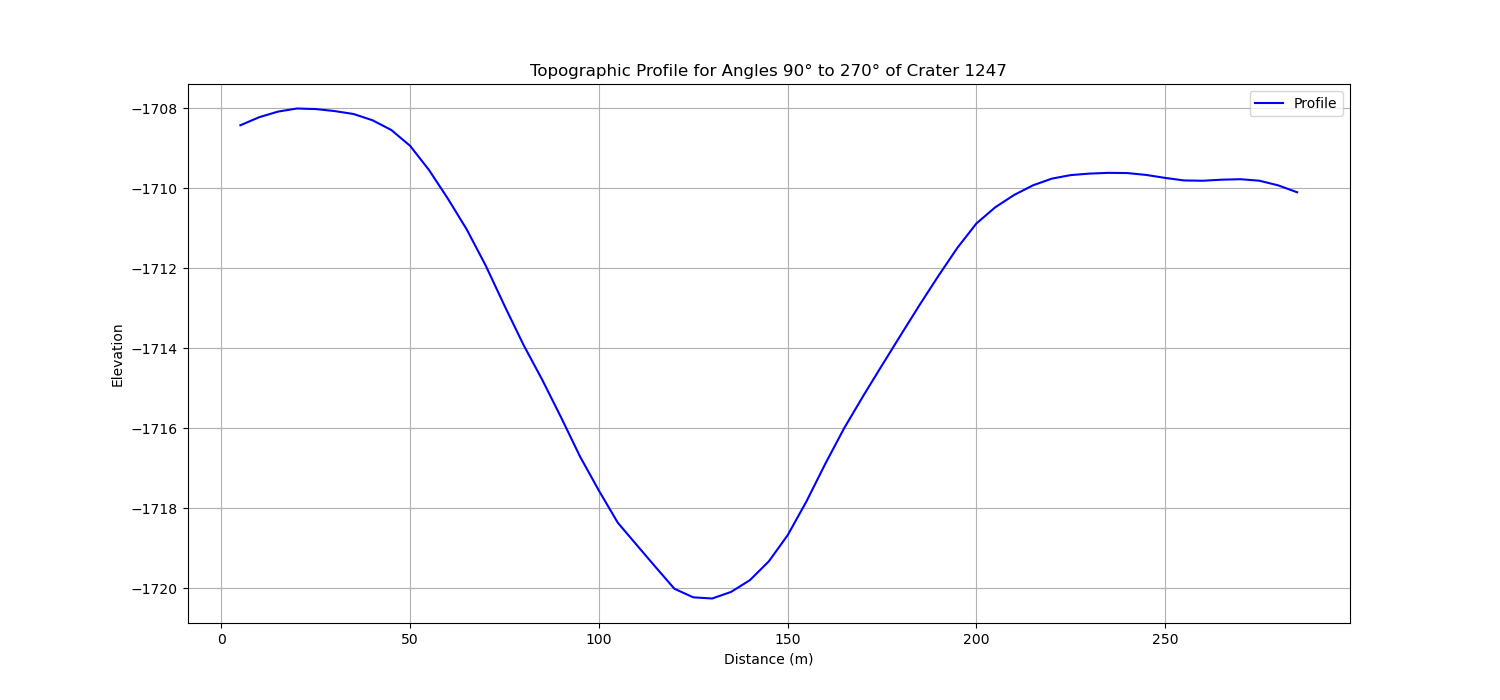 Topographic Profile for Angles 90° to 270° of Crater 1247
Profile
Elevation
−1708
−1710
−1712
−1714
−1716
−1718
−1720
0 50 100 150 200 250
Distance (m)